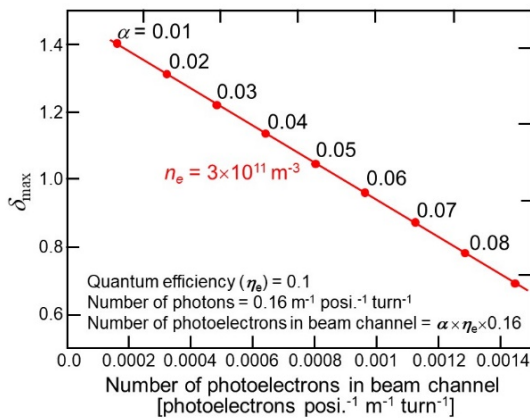 1.4
1.2
1.0
0.8
0.6
δmax
α = 0.01
0.02
0.03
0.04
0.05
0.06
0.07
0.08
nₑ = 3×10¹¹ m⁻³
Quantum efficiency (ηₑ) = 0.1
Number of photons = 0.16 m⁻¹ posi.⁻¹ turn⁻¹
Number of photoelectrons in beam channel = α×ηₑ×0.16
0.0 0.0002 0.0006 0.001 0.0014
0.0004 0.0008 0.0012
Number of photoelectrons in beam channel
[photoelectrons posi.⁻¹ m⁻¹ turn⁻¹]